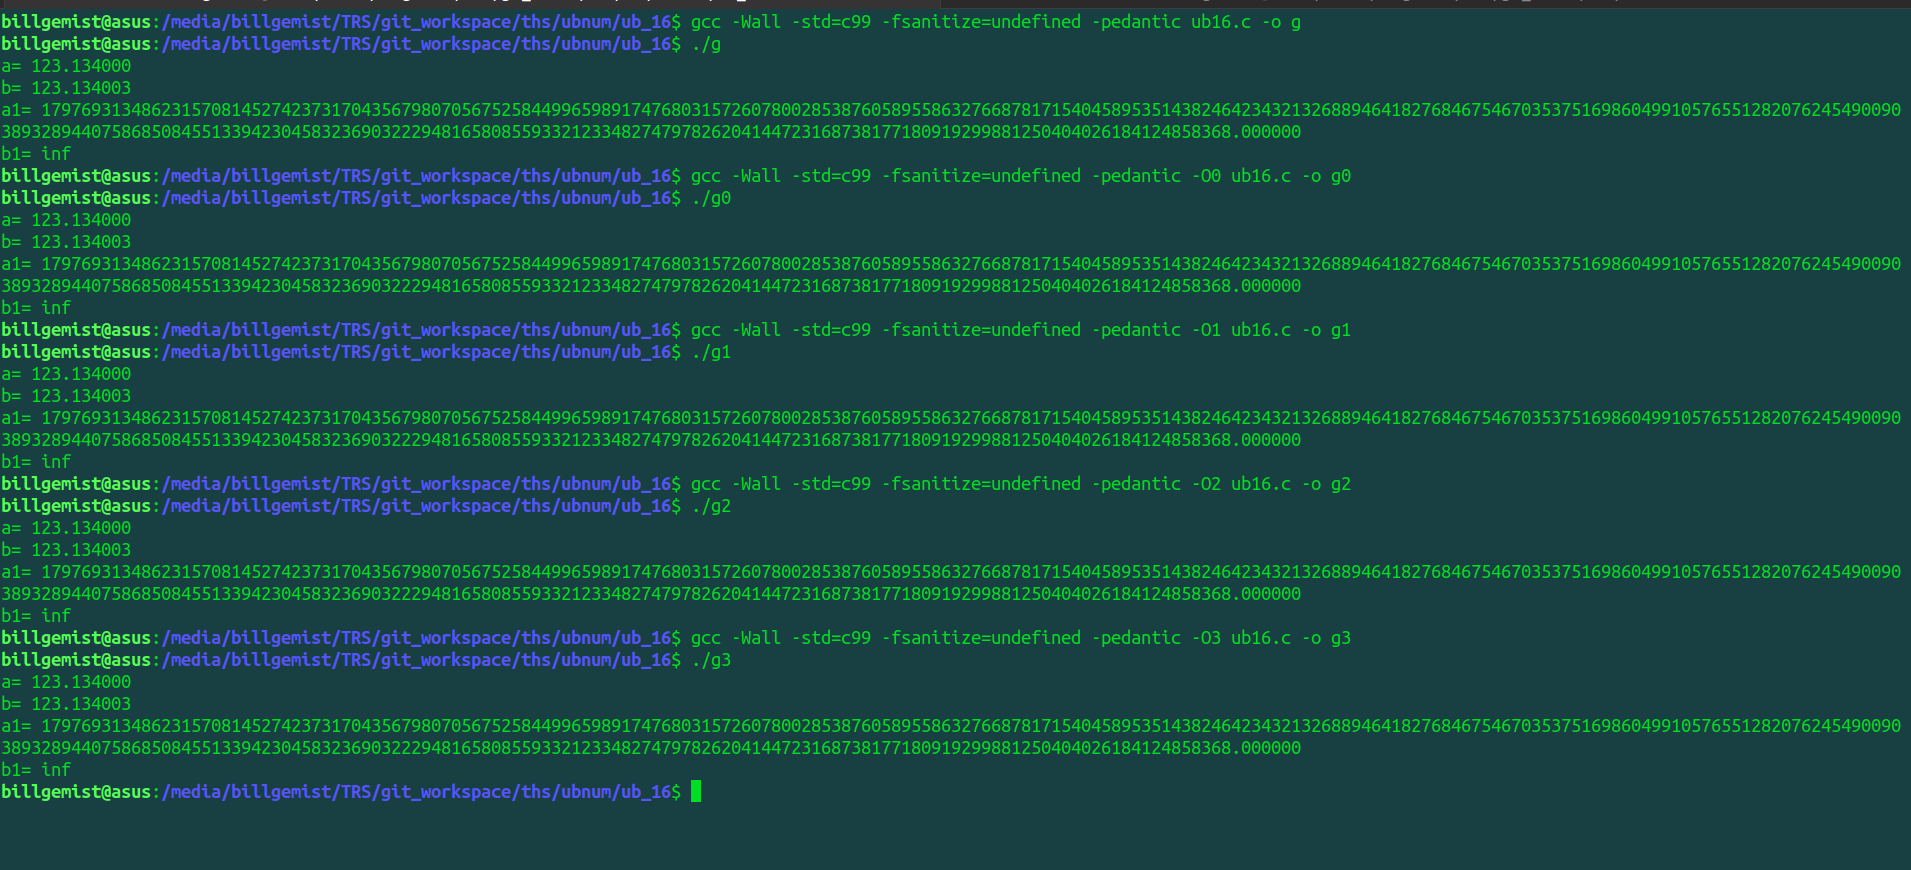 billgemist@asus:/media/billgemist/TRS/git_workspace/ths/ubnum/ub_16$ gcc -Wall -std=c99 -fsanitize=undefined -pedantic ub16.c -o g
billgemist@asus:/media/billgemist/TRS/git_workspace/ths/ubnum/ub_16$ ./g
a= 123.134000
b= 123.134003
a1= 179769313486231570814527423731704356798070567525844996598917476803157260780028538760589558632766878171540458953514382464234321326889464182768467546703537516986049910576551282076245490090
389328944075868508455133942304583236903222948165808559332123348274797826204144723168738177180919299881250404026184124858368.000000
b1= inf
billgemist@asus:/media/billgemist/TRS/git_workspace/ths/ubnum/ub_16$ gcc -Wall -std=c99 -fsanitize=undefined -pedantic -O0 ub16.c -o g0
billgemist@asus:/media/billgemist/TRS/git_workspace/ths/ubnum/ub_16$ ./g0
a= 123.134000
b= 123.134003
a1= 179769313486231570814527423731704356798070567525844996598917476803157260780028538760589558632766878171540458953514382464234321326889464182768467546703537516986049910576551282076245490090
389328944075868508455133942304583236903222948165808559332123348274797826204144723168738177180919299881250404026184124858368.000000
b1= inf
billgemist@asus:/media/billgemist/TRS/git_workspace/ths/ubnum/ub_16$ gcc -Wall -std=c99 -fsanitize=undefined -pedantic -O1 ub16.c -o g1
billgemist@asus:/media/billgemist/TRS/git_workspace/ths/ubnum/ub_16$ ./g1
a= 123.134000
b= 123.134003
a1= 179769313486231570814527423731704356798070567525844996598917476803157260780028538760589558632766878171540458953514382464234321326889464182768467546703537516986049910576551282076245490090
389328944075868508455133942304583236903222948165808559332123348274797826204144723168738177180919299881250404026184124858368.000000
b1= inf
billgemist@asus:/media/billgemist/TRS/git_workspace/ths/ubnum/ub_16$ gcc -Wall -std=c99 -fsanitize=undefined -pedantic -O2 ub16.c -o g2
billgemist@asus:/media/billgemist/TRS/git_workspace/ths/ubnum/ub_16$ ./g2
a= 123.134000
b= 123.134003
a1= 179769313486231570814527423731704356798070567525844996598917476803157260780028538760589558632766878171540458953514382464234321326889464182768467546703537516986049910576551282076245490090
389328944075868508455133942304583236903222948165808559332123348274797826204144723168738177180919299881250404026184124858368.000000
b1= inf
billgemist@asus:/media/billgemist/TRS/git_workspace/ths/ubnum/ub_16$ gcc -Wall -std=c99 -fsanitize=undefined -pedantic -O3 ub16.c -o g3
billgemist@asus:/media/billgemist/TRS/git_workspace/ths/ubnum/ub_16$ ./g3
a= 123.134000
b= 123.134003
a1= 179769313486231570814527423731704356798070567525844996598917476803157260780028538760589558632766878171540458953514382464234321326889464182768467546703537516986049910576551282076245490090
389328944075868508455133942304583236903222948165808559332123348274797826204144723168738177180919299881250404026184124858368.000000
b1= inf
billgemist@asus:/media/billgemist/TRS/git_workspace/ths/ubnum/ub_16$